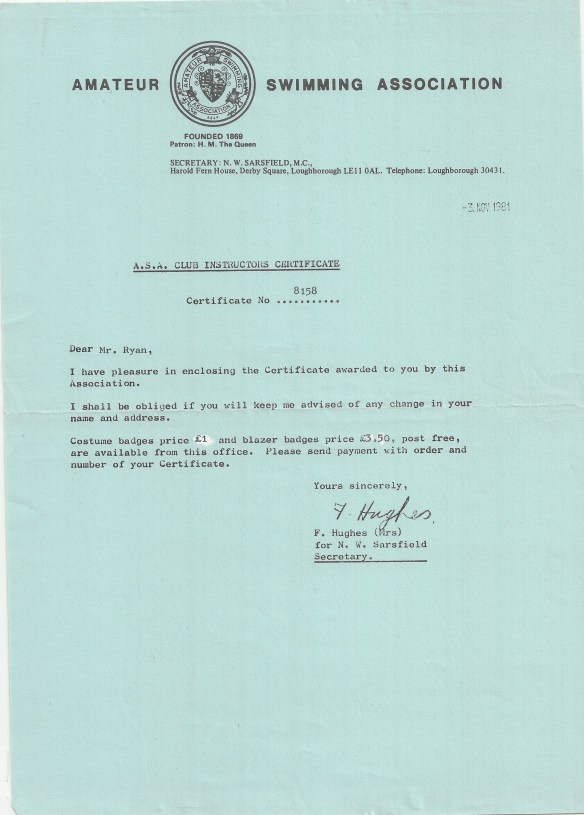 AMATEUR SWIMMING ASSOCIATION
AMATEUR SWIMMING
ASSOCIATION
FOUNDED 1869
Patron: H. M. The Queen
SECRETARY: N. W. SARSFIELD, M.C.,
Harold Fern House, Derby Square, Loughborough LE11 0AL. Telephone: Loughborough 30431.
-3. NOV 1981
A.S.A. CLUB INSTRUCTORS CERTIFICATE
8158
Certificate No ...........
Dear Mr. Ryan,
I have pleasure in enclosing the Certificate awarded to you by this
Association.
I shall be obliged if you will keep me advised of any change in your
name and address.
Costume badges price £1 and blazer badges price £3.50, post free,
are available from this office. Please send payment with order and
number of your Certificate.
Yours sincerely,
F. Hughes.
F. Hughes (Mrs)
for N. W. Sarsfield
Secretary.